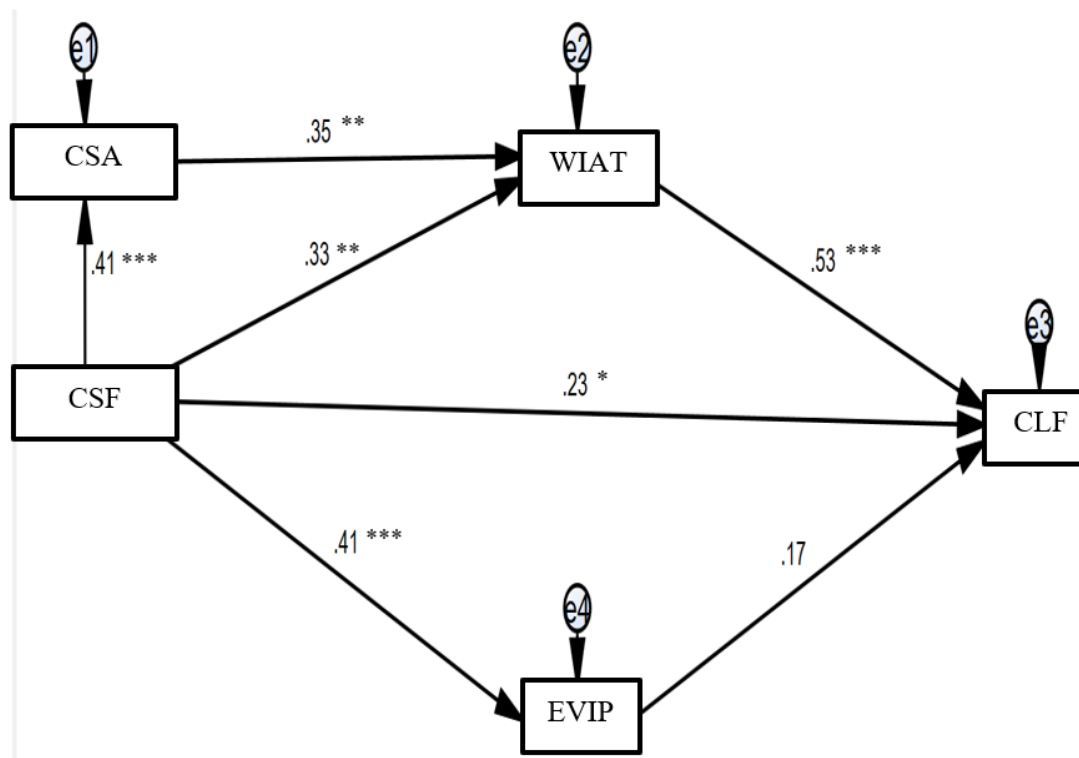 e1
e2
CSA
.35 **
WIAT
.41 ***
.33 **
.53 ***
e3
CSF
.23 *
CLF
.41 ***
.17
e4
EVIP